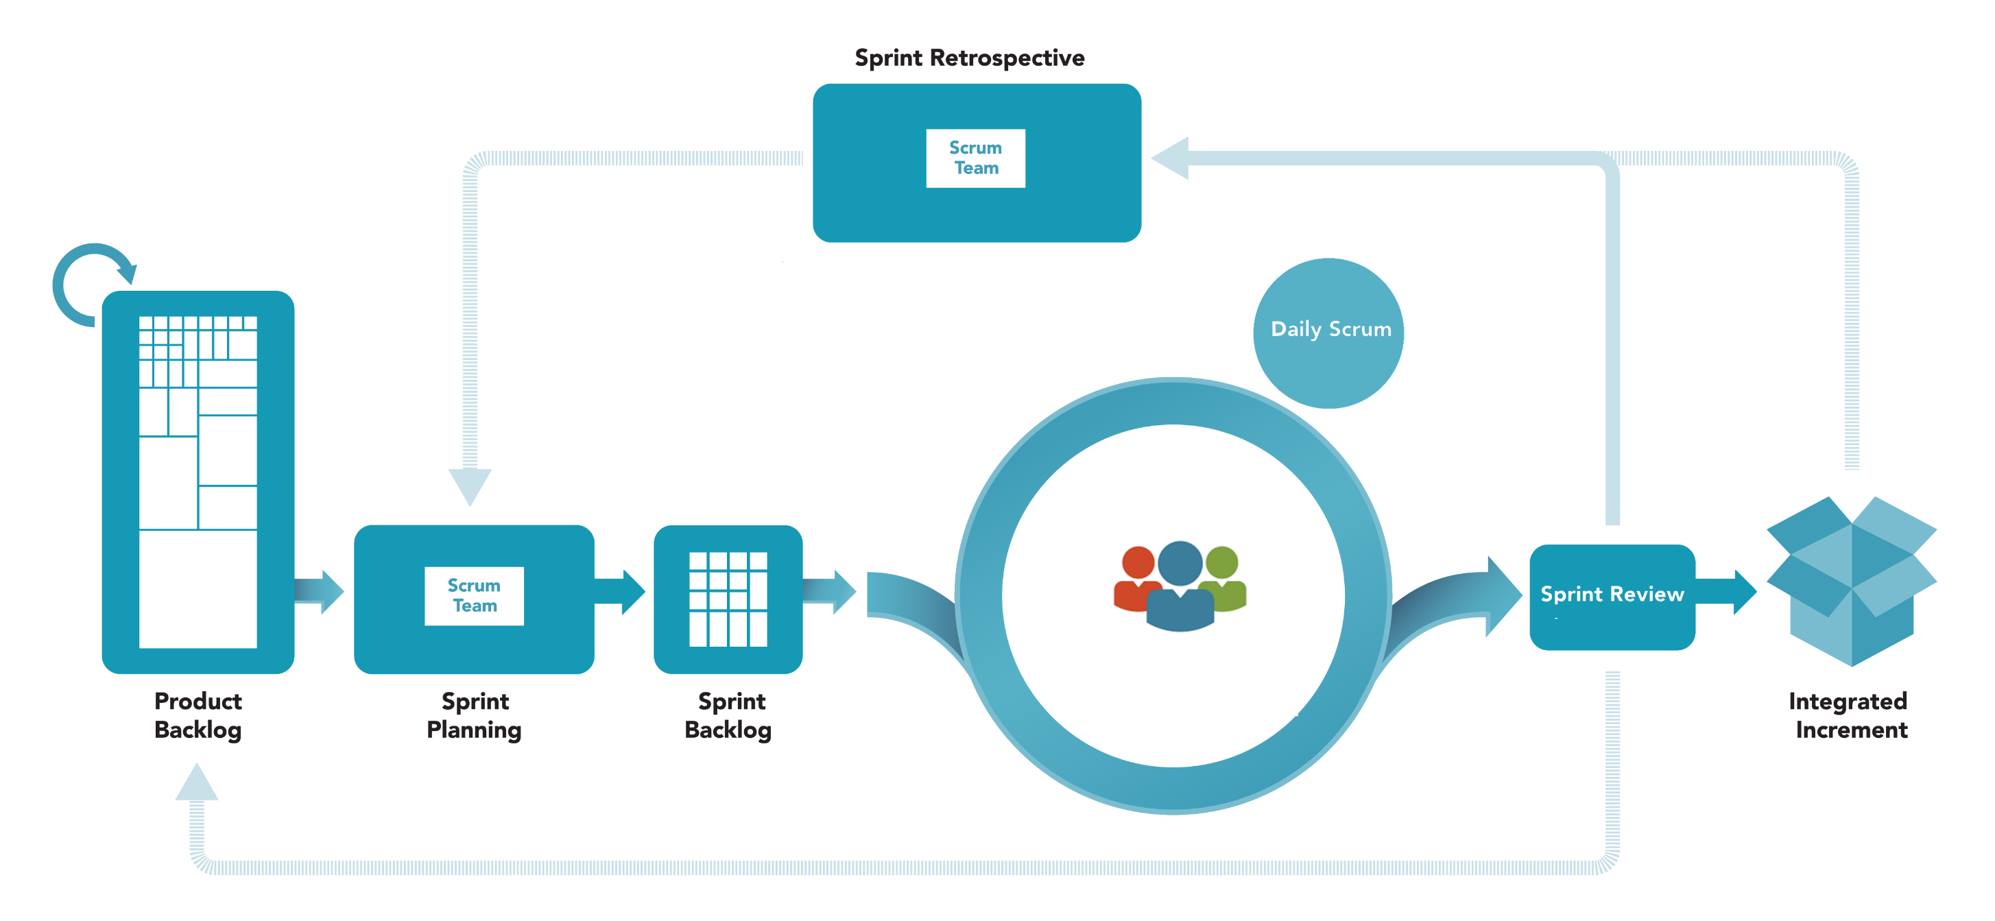 Sprint Retrospective
Scrum
Team
Daily Scrum
Scrum
Team
Sprint Review
Product
Backlog
Sprint
Planning
Sprint
Backlog
Integrated
Increment